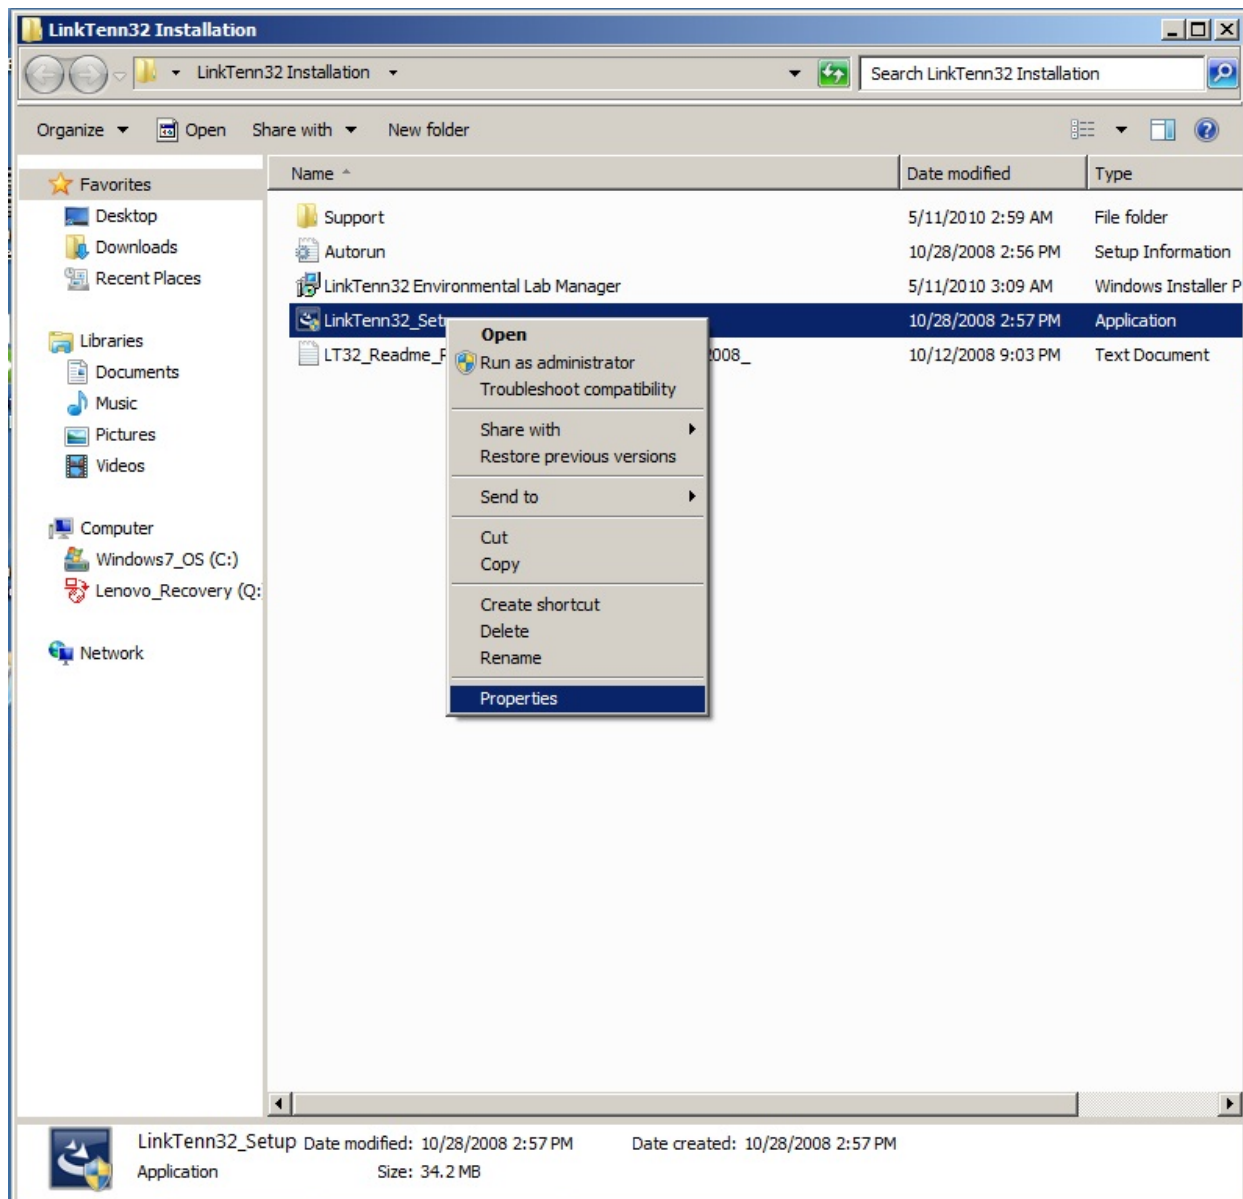 LinkTenn32 Installation
LinkTenn32 Installation
Search LinkTenn32 Installation
Organize Open Share with New folder
Name Date modified Type
Favorites
Desktop
Downloads
Recent Places
Libraries
Documents
Music
Pictures
Videos
Computer
Windows7_OS (C:)
Lenovo_Recovery (Q:
Network
Support 5/11/2010 2:59 AM File folder
Autorun 10/28/2008 2:56 PM Setup Information
LinkTenn32 Environmental Lab Manager 5/11/2010 3:09 AM Windows Installer P
LinkTenn32_Setu 10/28/2008 2:57 PM Application
LT32_Readme_ 2008_ 10/12/2008 9:03 PM Text Document
Open
Run as administrator
Troubleshoot compatibility
Share with
Restore previous versions
Send to
Cut
Copy
Create shortcut
Delete
Rename
Properties
LinkTenn32_Setup Date modified: 10/28/2008 2:57 PM Date created: 10/28/2008 2:57 PM
Application Size: 34.2 MB